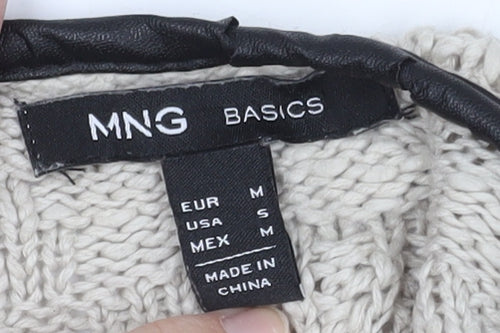 MNG BASICS
EUR M
USA S
MEX M
MADE IN
CHINA